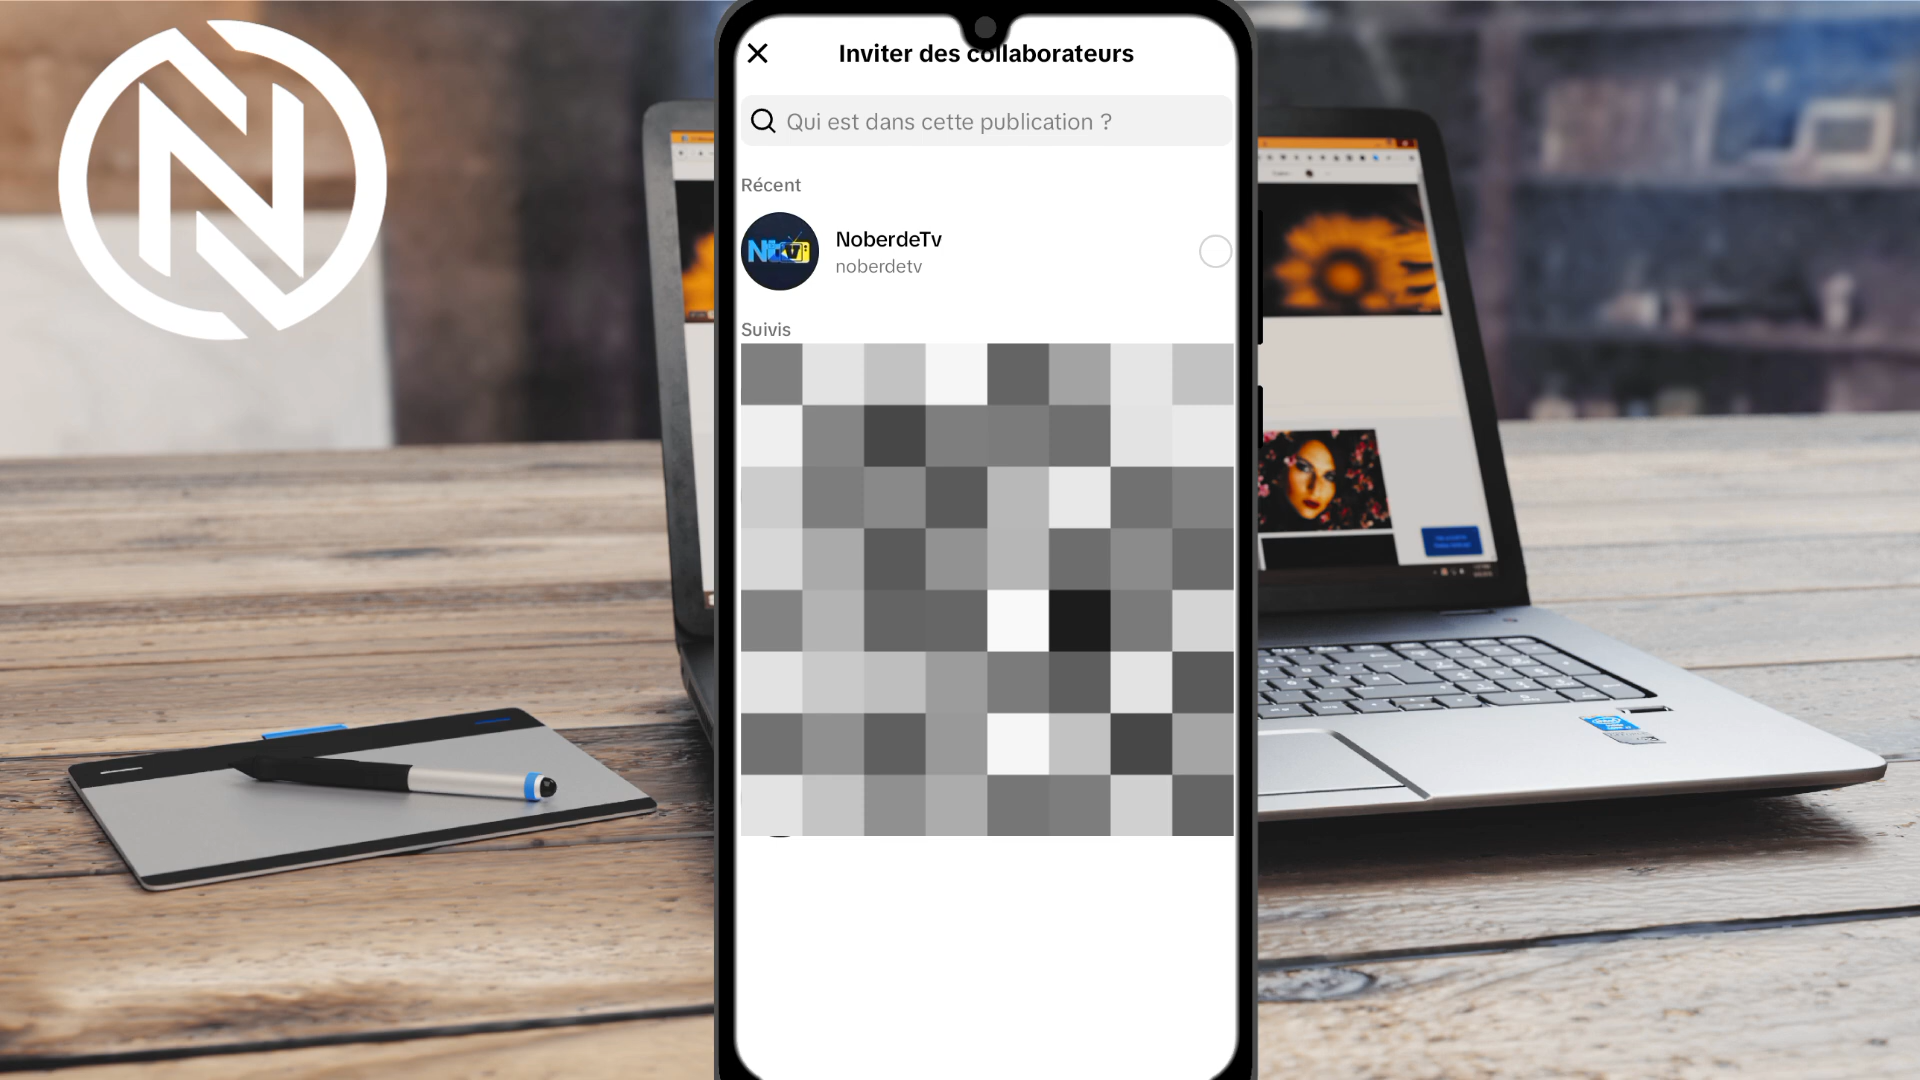 Inviter des collaborateurs
Qui est dans cette publication ?
Récent
NoberdeTv
noberdetv
Suivis